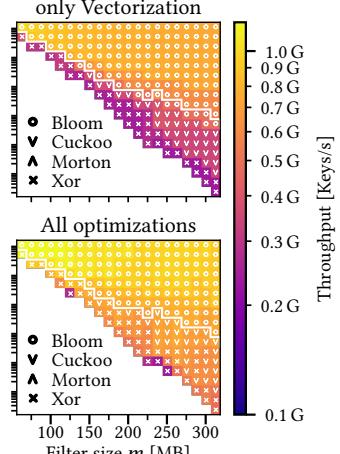 only Vectorization
Bloom
Cuckoo
Morton
Xor
All optimizations
Bloom
Cuckoo
Morton
Xor
100 150 200 250 300
Filter size m [MB]
1.0 G
0.9 G
0.8 G
0.7 G
0.6 G
0.5 G
0.4 G
0.3 G
0.2 G
0.1 G
Throughput [Keys/s]